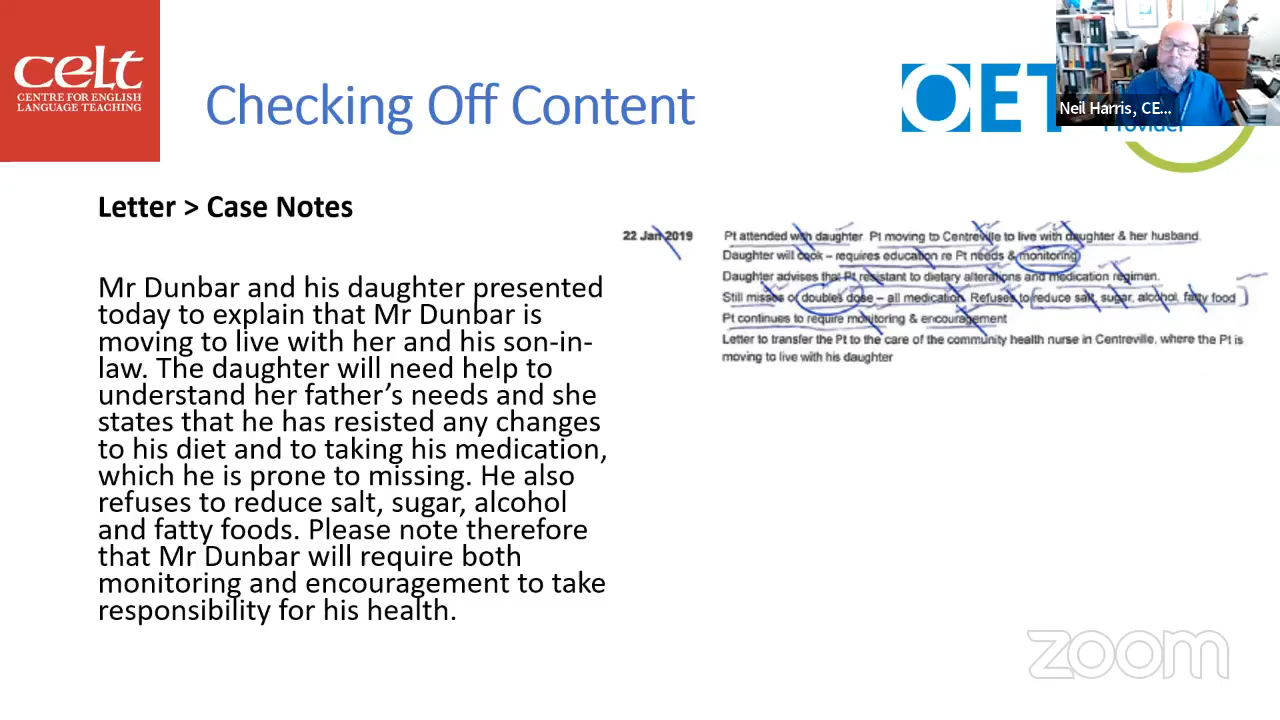 celt
CENTRE FOR ENGLISH
LANGUAGE TEACHING
Checking Off Content
OET
Provider
Neil Harris, CE...
Letter > Case Notes
Mr Dunbar and his daughter presented
today to explain that Mr Dunbar is
moving to live with her and his son-in-
law. The daughter will need help to
understand her father’s needs and she
states that he has resisted any changes
to his diet and to taking his medication,
which he is prone to missing. He also
refuses to reduce salt, sugar, alcohol
and fatty foods. Please note therefore
that Mr Dunbar will require both
monitoring and encouragement to take
responsibility for his health.
22 Jan 2019
Pt attended with daughter. Pt moving to Centreville to live with daughter & her husband.
Daughter will cook – requires education re Pt needs & monitoring
Daughter advises that Pt resistant to dietary alterations and medication regimen.
Still misses or doubles dose – all medication. Refuses to reduce salt, sugar, alcohol, fatty food
Pt continues to require monitoring & encouragement
Letter to transfer the Pt to the care of the community health nurse in Centreville, where the Pt is
moving to live with his daughter
zoom